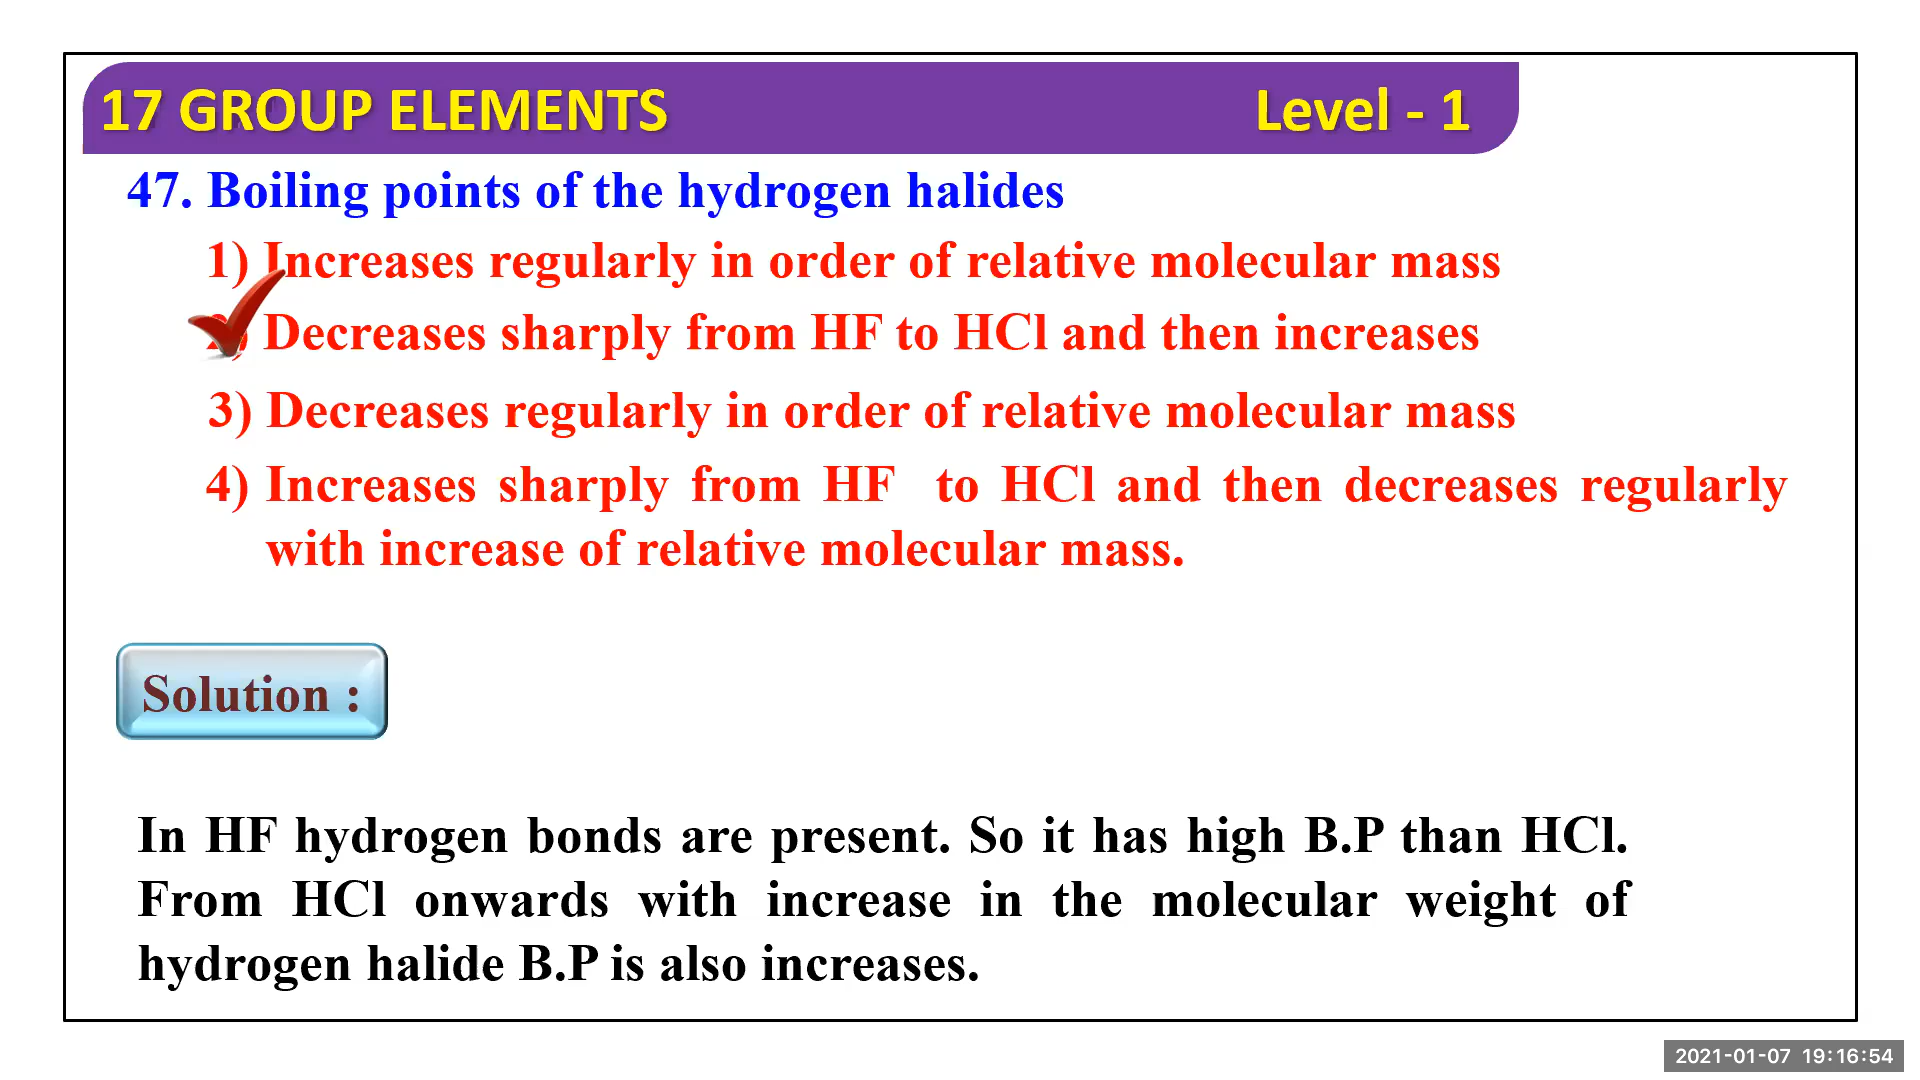 17 GROUP ELEMENTS Level - 1
47. Boiling points of the hydrogen halides
1) Increases regularly in order of relative molecular mass
2) Decreases sharply from HF to HCl and then increases
3) Decreases regularly in order of relative molecular mass
4) Increases sharply from HF to HCl and then decreases regularly
with increase of relative molecular mass.
Solution :
In HF hydrogen bonds are present. So it has high B.P than HCl.
From HCl onwards with increase in the molecular weight of
hydrogen halide B.P is also increases.
2021-01-07 19:16:54